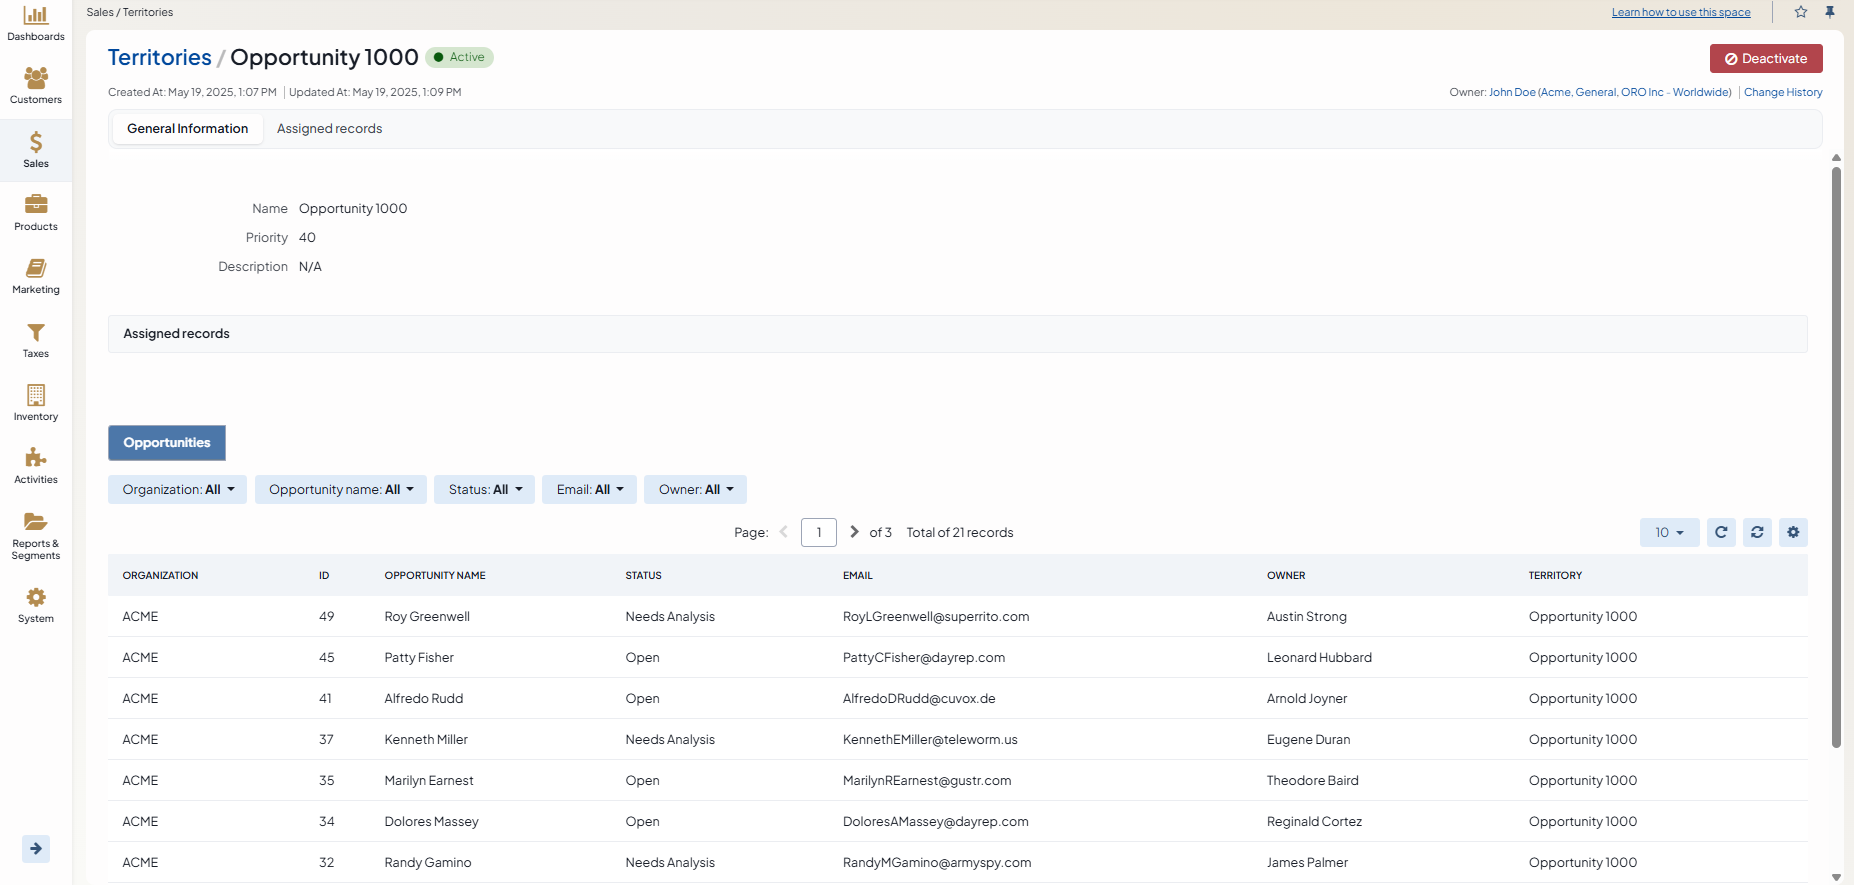 Sales / Territories
Learn how to use this space
Dashboards
Customers
Sales
Products
Marketing
Taxes
Inventory
Activities
Reports &
Segments
System
Territories / Opportunity 1000 Active
Deactivate
Created At: May 19, 2025, 1:07 PM | Updated At: May 19, 2025, 1:09 PM
Owner: John Doe (Acme, General, ORO Inc - Worldwide) | Change History
General Information Assigned records
Name Opportunity 1000
Priority 40
Description N/A
Assigned records
Opportunities
Organization: All Opportunity name: All Status: All Email: All Owner: All
Page: 1 of 3 Total of 21 records 10
ORGANIZATION ID OPPORTUNITY NAME STATUS EMAIL OWNER TERRITORY
ACME 49 Roy Greenwell Needs Analysis RoyLGreenwell@superrito.com Austin Strong Opportunity 1000
ACME 45 Patty Fisher Open PattyCFisher@dayrep.com Leonard Hubbard Opportunity 1000
ACME 41 Alfredo Rudd Open AlfredoDRudd@cuvox.de Arnold Joyner Opportunity 1000
ACME 37 Kenneth Miller Needs Analysis KennethEMiller@teleworm.us Eugene Duran Opportunity 1000
ACME 35 Marilyn Earnest Open MarilynREarnest@gustr.com Theodore Baird Opportunity 1000
ACME 34 Dolores Massey Open DoloresAMassey@dayrep.com Reginald Cortez Opportunity 1000
ACME 32 Randy Gamino Needs Analysis RandyMGamino@armyspy.com James Palmer Opportunity 1000